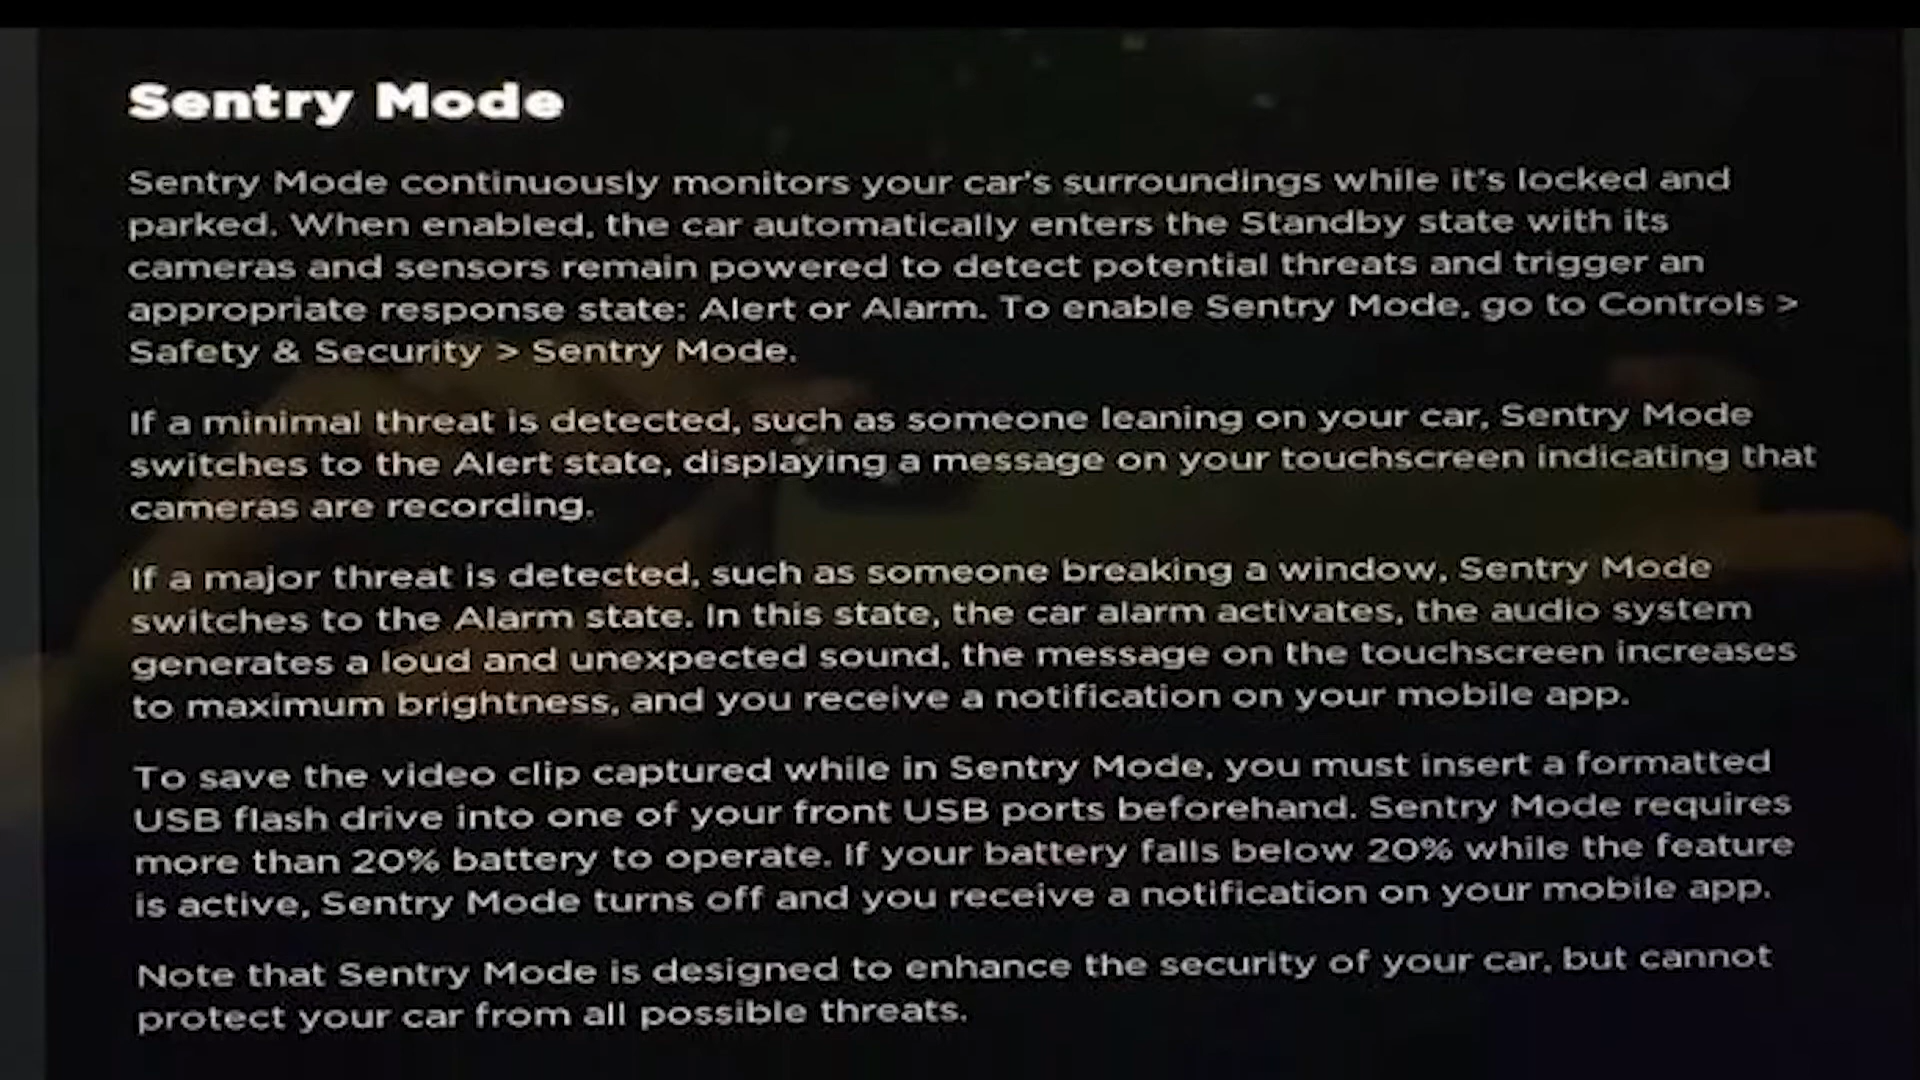 Sentry Mode
Sentry Mode continuously monitors your car's surroundings while it's locked and
parked. When enabled, the car automatically enters the Standby state with its
cameras and sensors remain powered to detect potential threats and trigger an
appropriate response state: Alert or Alarm. To enable Sentry Mode, go to Controls >
Safety & Security > Sentry Mode.
If a minimal threat is detected, such as someone leaning on your car, Sentry Mode
switches to the Alert state, displaying a message on your touchscreen indicating that
cameras are recording.
If a major threat is detected, such as someone breaking a window, Sentry Mode
switches to the Alarm state. In this state, the car alarm activates, the audio system
generates a loud and unexpected sound, the message on the touchscreen increases
to maximum brightness, and you receive a notification on your mobile app.
To save the video clip captured while in Sentry Mode, you must insert a formatted
USB flash drive into one of your front USB ports beforehand. Sentry Mode requires
more than 20% battery to operate. If your battery falls below 20% while the feature
is active, Sentry Mode turns off and you receive a notification on your mobile app.
Note that Sentry Mode is designed to enhance the security of your car, but cannot
protect your car from all possible threats.